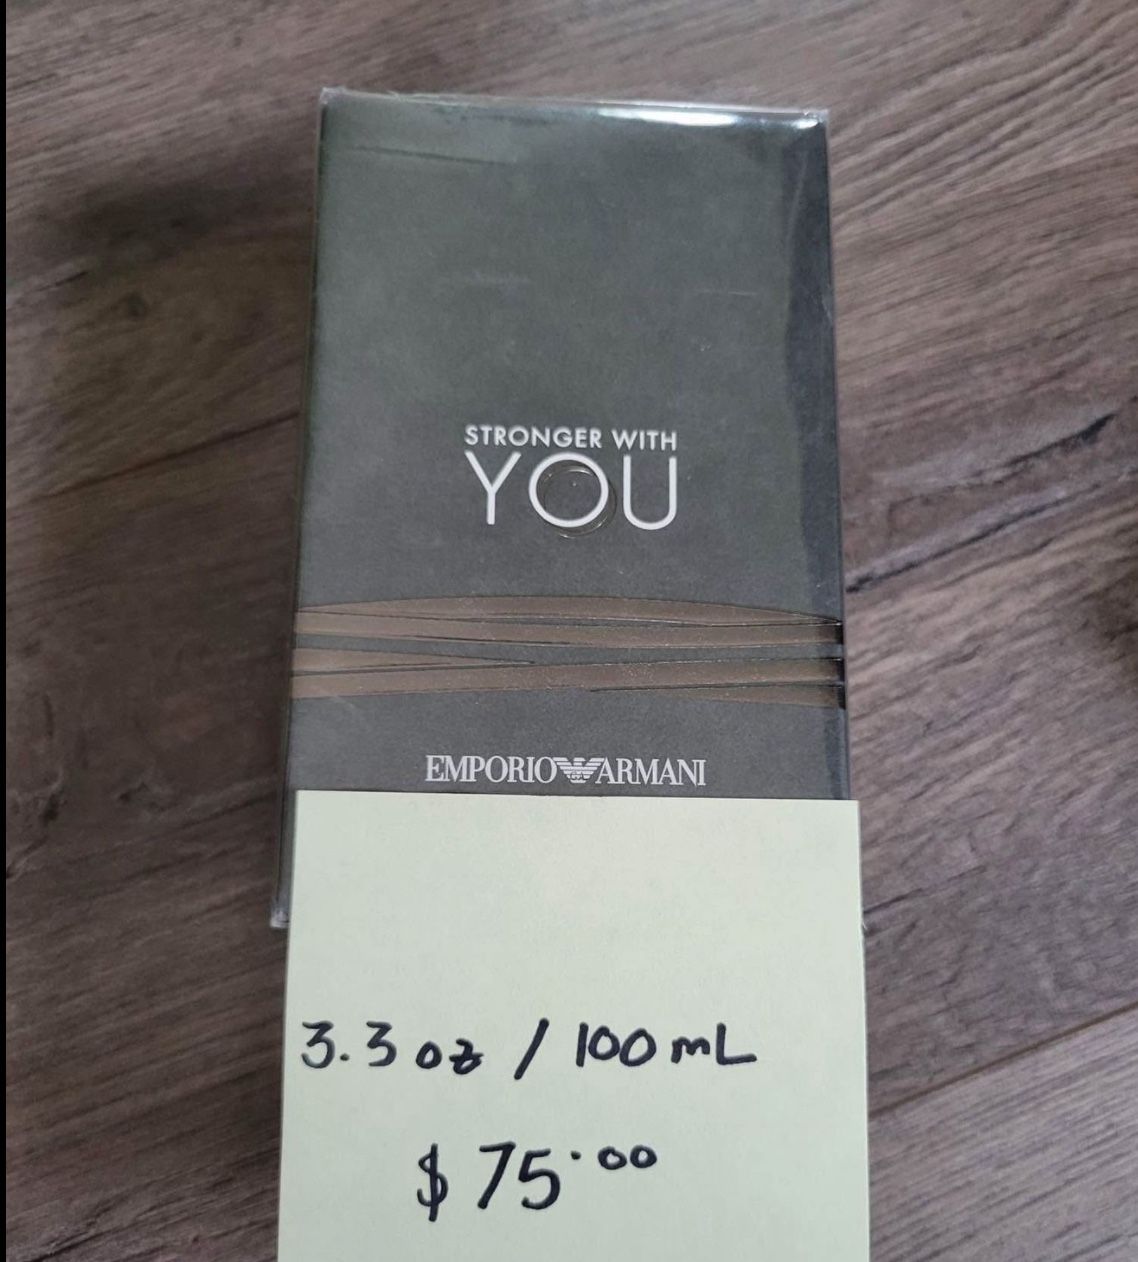 STRONGER WITH
YOU
EMPORIO ARMANI
3.3 oz / 100 mL
$ 75.00